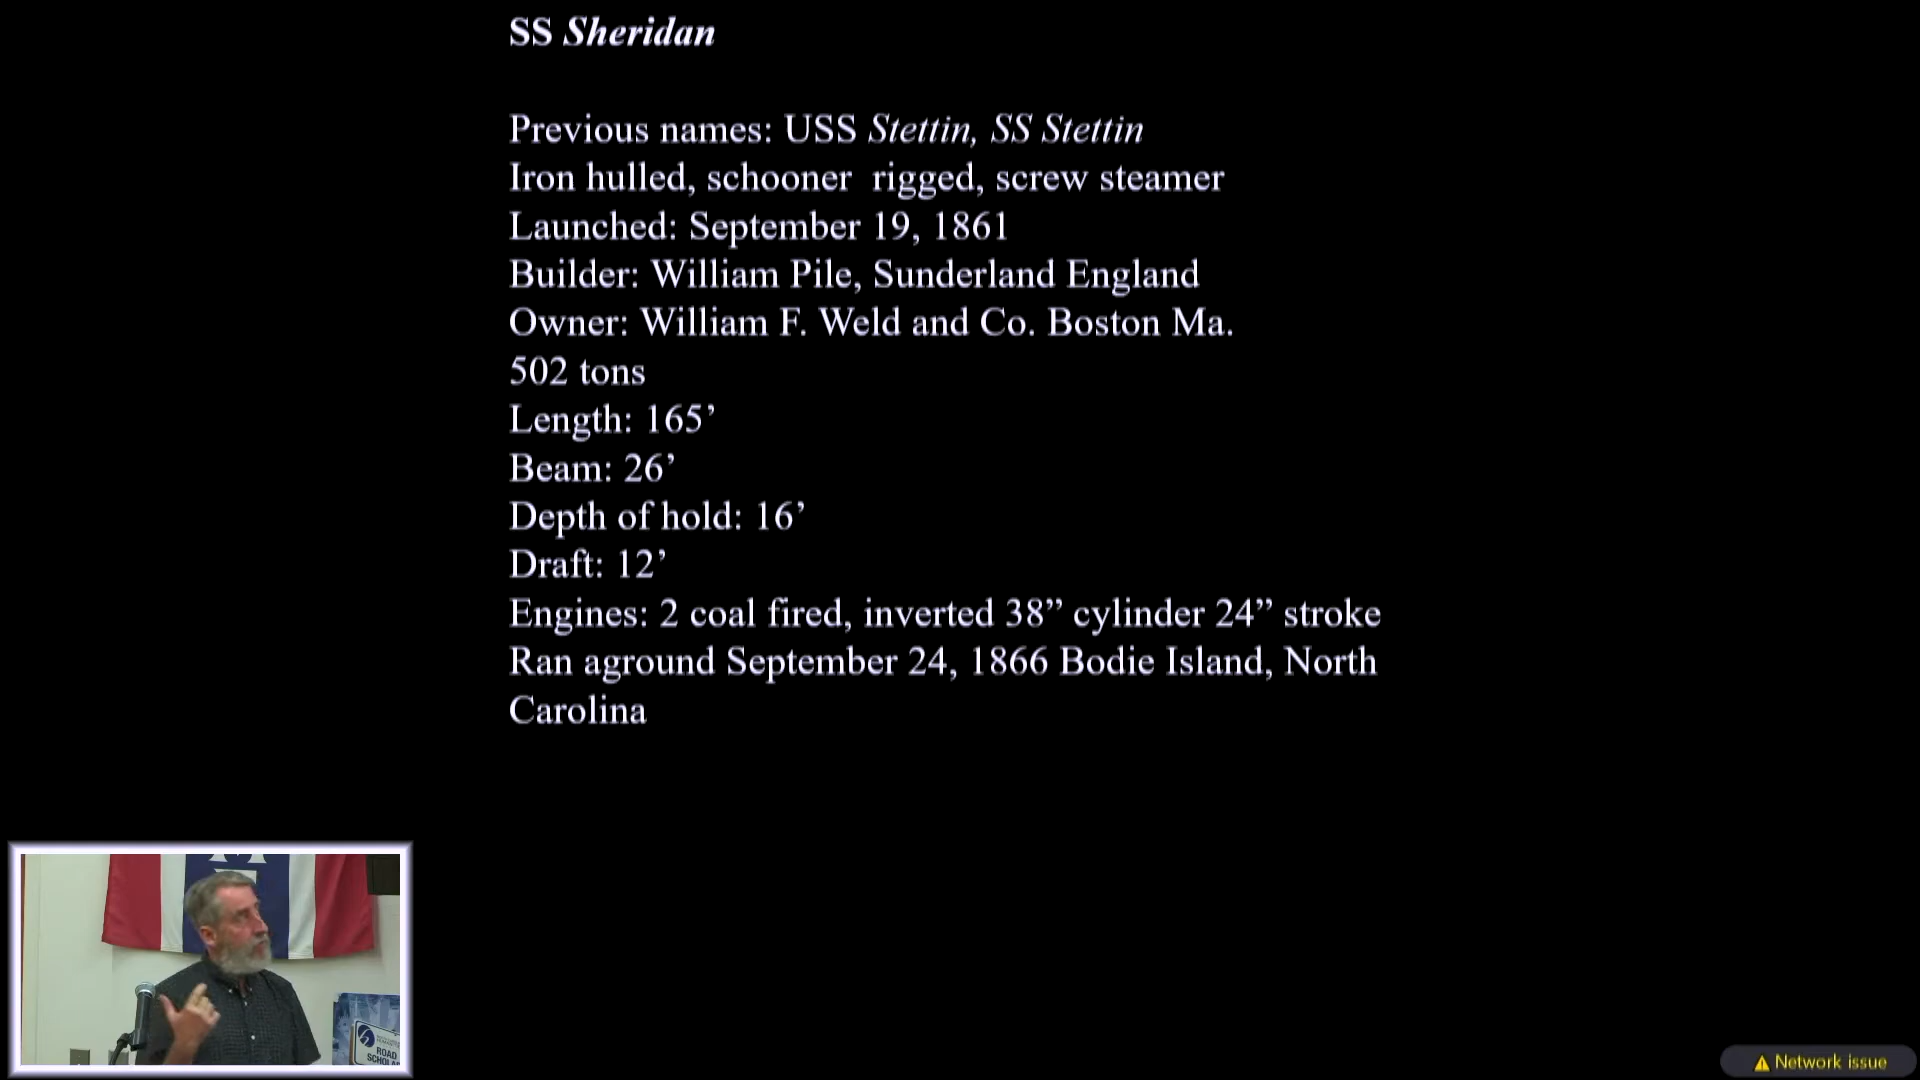 SS Sheridan
Previous names: USS Stettin, SS Stettin
Iron hulled, schooner  rigged, screw steamer
Launched: September 19, 1861
Builder: William Pile, Sunderland England
Owner: William F. Weld and Co. Boston Ma.
502 tons
Length: 165’
Beam: 26’
Depth of hold: 16’
Draft: 12’
Engines: 2 coal fired, inverted 38” cylinder 24” stroke
Ran aground September 24, 1866 Bodie Island, North
Carolina
ROAD
Network issue